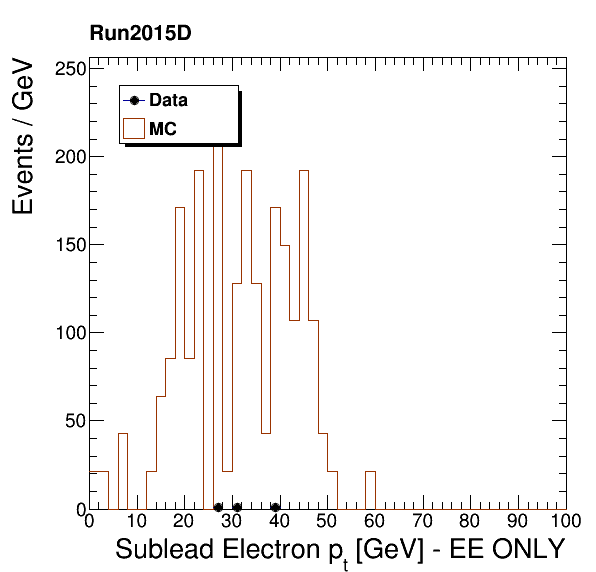 Run2015D
Events / GeV
250
200
150
100
50
0
Data
MC
0 10 20 30 40 50 60 70 80 90 100
Sublead Electron pt [GeV] - EE ONLY